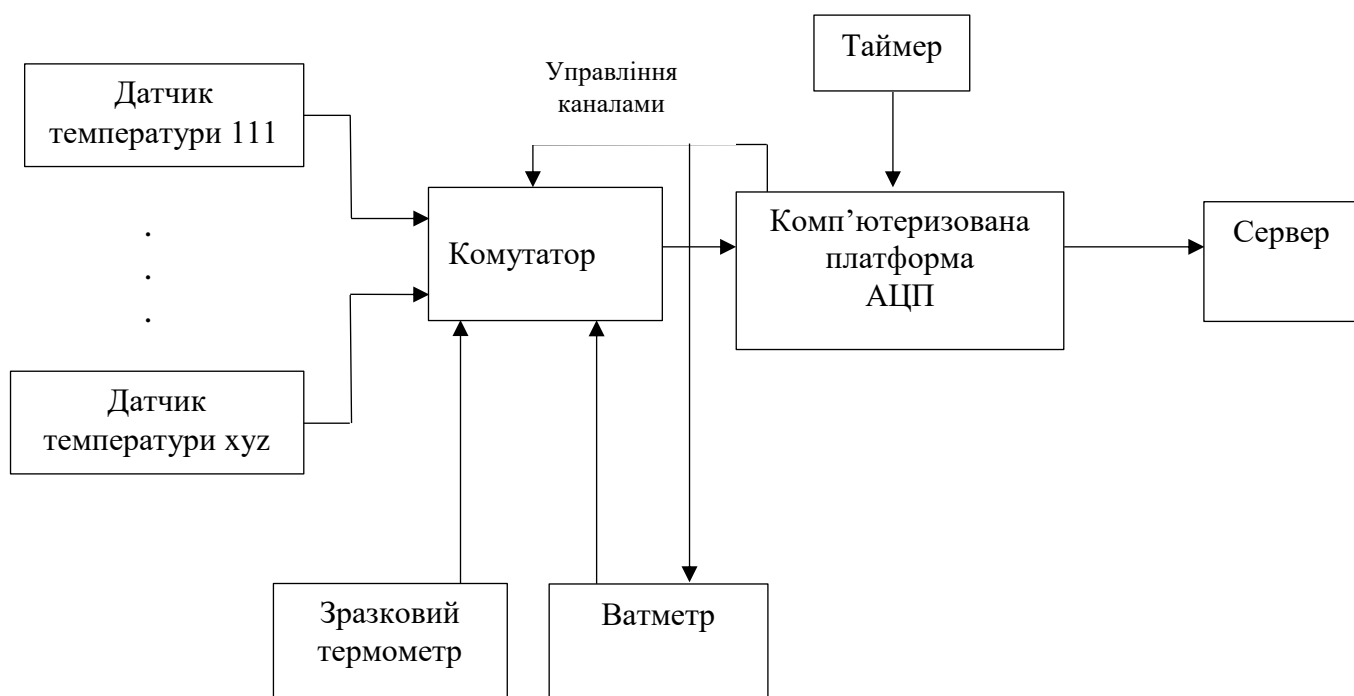 Таймер
Управління
каналами
Датчик
температури 111
.
.
.
Комутатор
Комп’ютеризована
платформа
АЦП
Сервер
Датчик
температури xyz
Зразковий
термометр
Ватметр